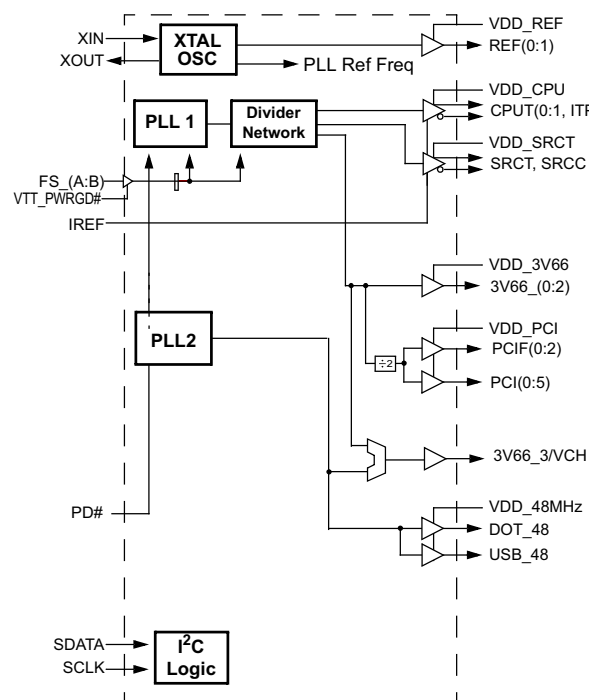 XIN
XOUT
XTAL
OSC
PLL Ref Freq
VDD_REF
REF(0:1)
PLL 1
Divider
Network
VDD_CPU
CPUT(0:1, ITP
VDD_SRCT
SRCT, SRCC
FS_(A:B)
VTT_PWRGD#
IREF
VDD_3V66
3V66_(0:2)
PLL2
VDD_PCI
PCIF(0:2)
÷2
PCI(0:5)
3V66_3/VCH
PD#
VDD_48MHz
DOT_48
USB_48
SDATA
SCLK
I2C
Logic